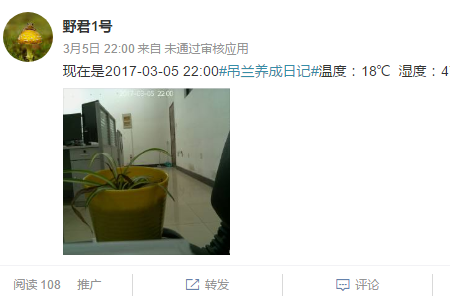 野君1号
3月5日 22:00 来自 未通过审核应用
现在是2017-03-05 22:00#吊兰养成日记#温度：18℃ 湿度：4
2017-03-05 22:00
阅读 108 推广 转发 评论